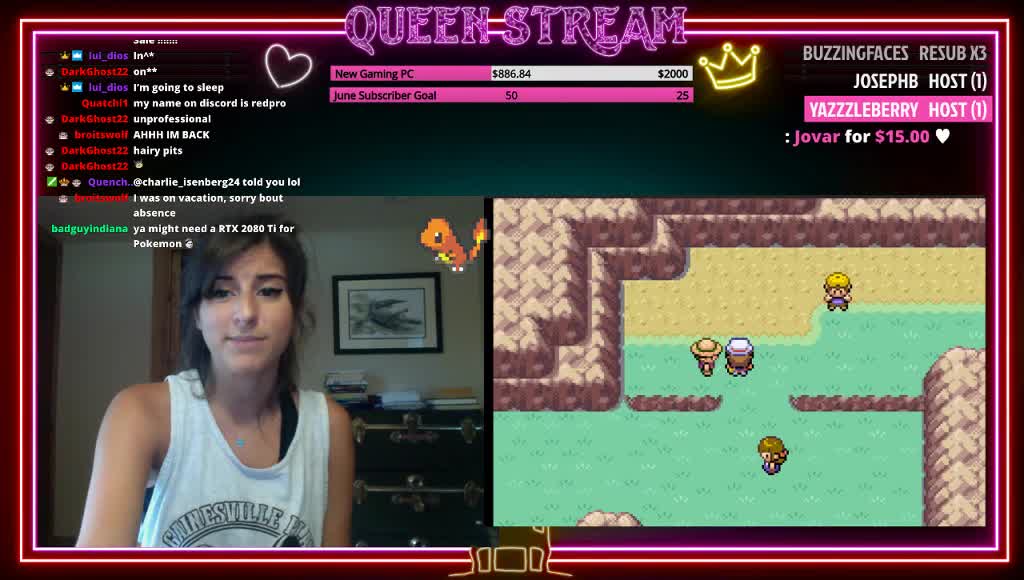 QUEEN STREAM
sale !!!!!!!
lui_dios In^*
DarkGhost22 on**
lui_dios I'm going to sleep
Quatchi1 my name on discord is redpro
DarkGhost22 unprofessional
broitswolf AHHH IM BACK
DarkGhost22 hairy pits
DarkGhost22
Quench.. @charlie_isenberg24 told you lol
broitswolf I was on vacation, sorry bout
absence
badguyindiana ya might need a RTX 2080 Ti for
Pokemon
New Gaming PC $886.84 $2000
June Subscriber Goal 50 25
BUZZINGFACES RESUB X3
JOSEPHB HOST (1)
YAZZZLEBERRY HOST (1)
: Jovar for $15.00 ♥